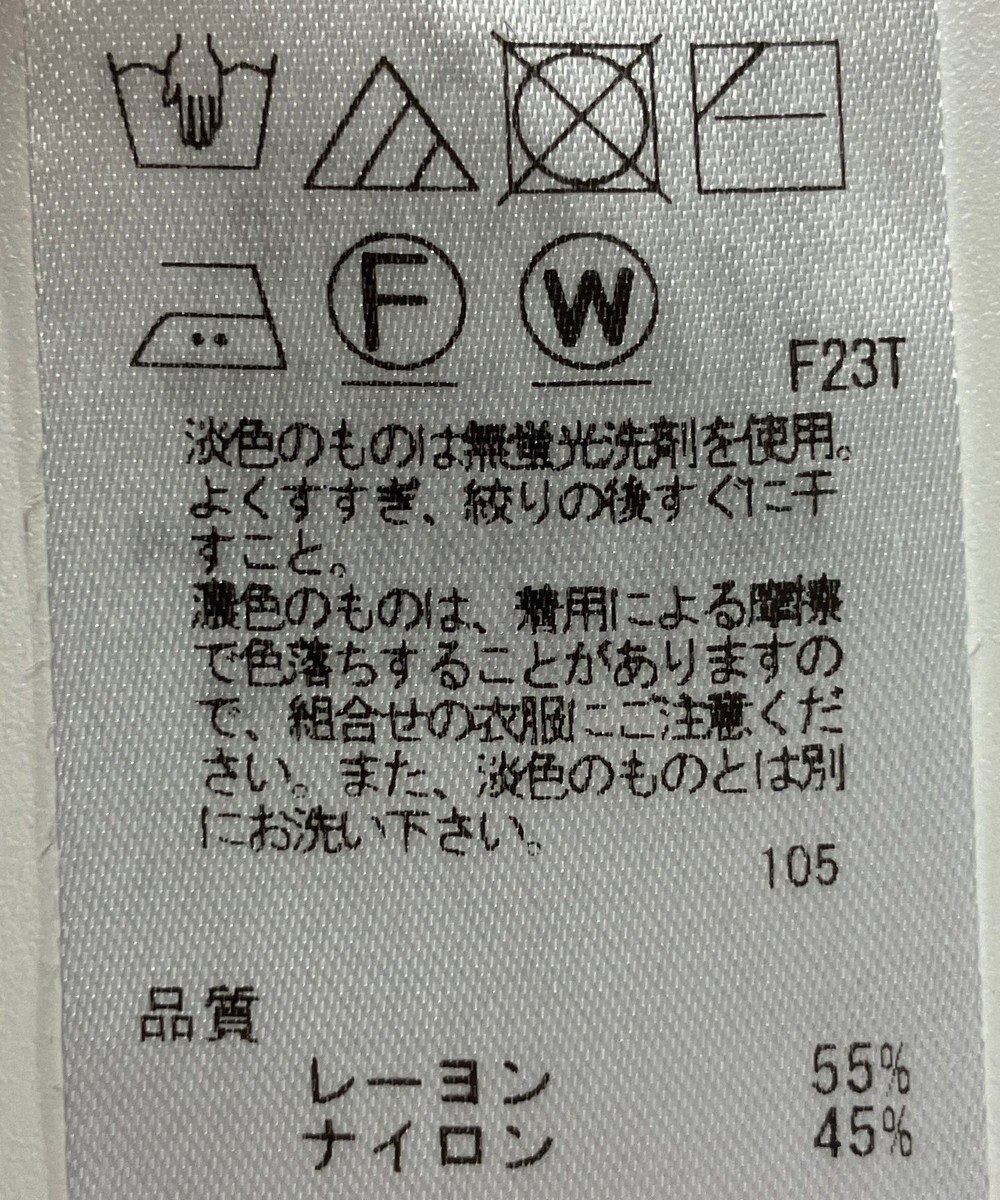 F
W
F23T
淡色のものは無蛍光洗剤を使用。
よくすすぎ、絞りの後すぐに干
すこと。
濃色のものは、着用による摩擦
で色落ちすることがありますの
で、組合せの衣服にご注意くだ
さい。また、淡色のものとは別
にお洗い下さい。
105
品質
レーヨン 55%
ナイロン 45%